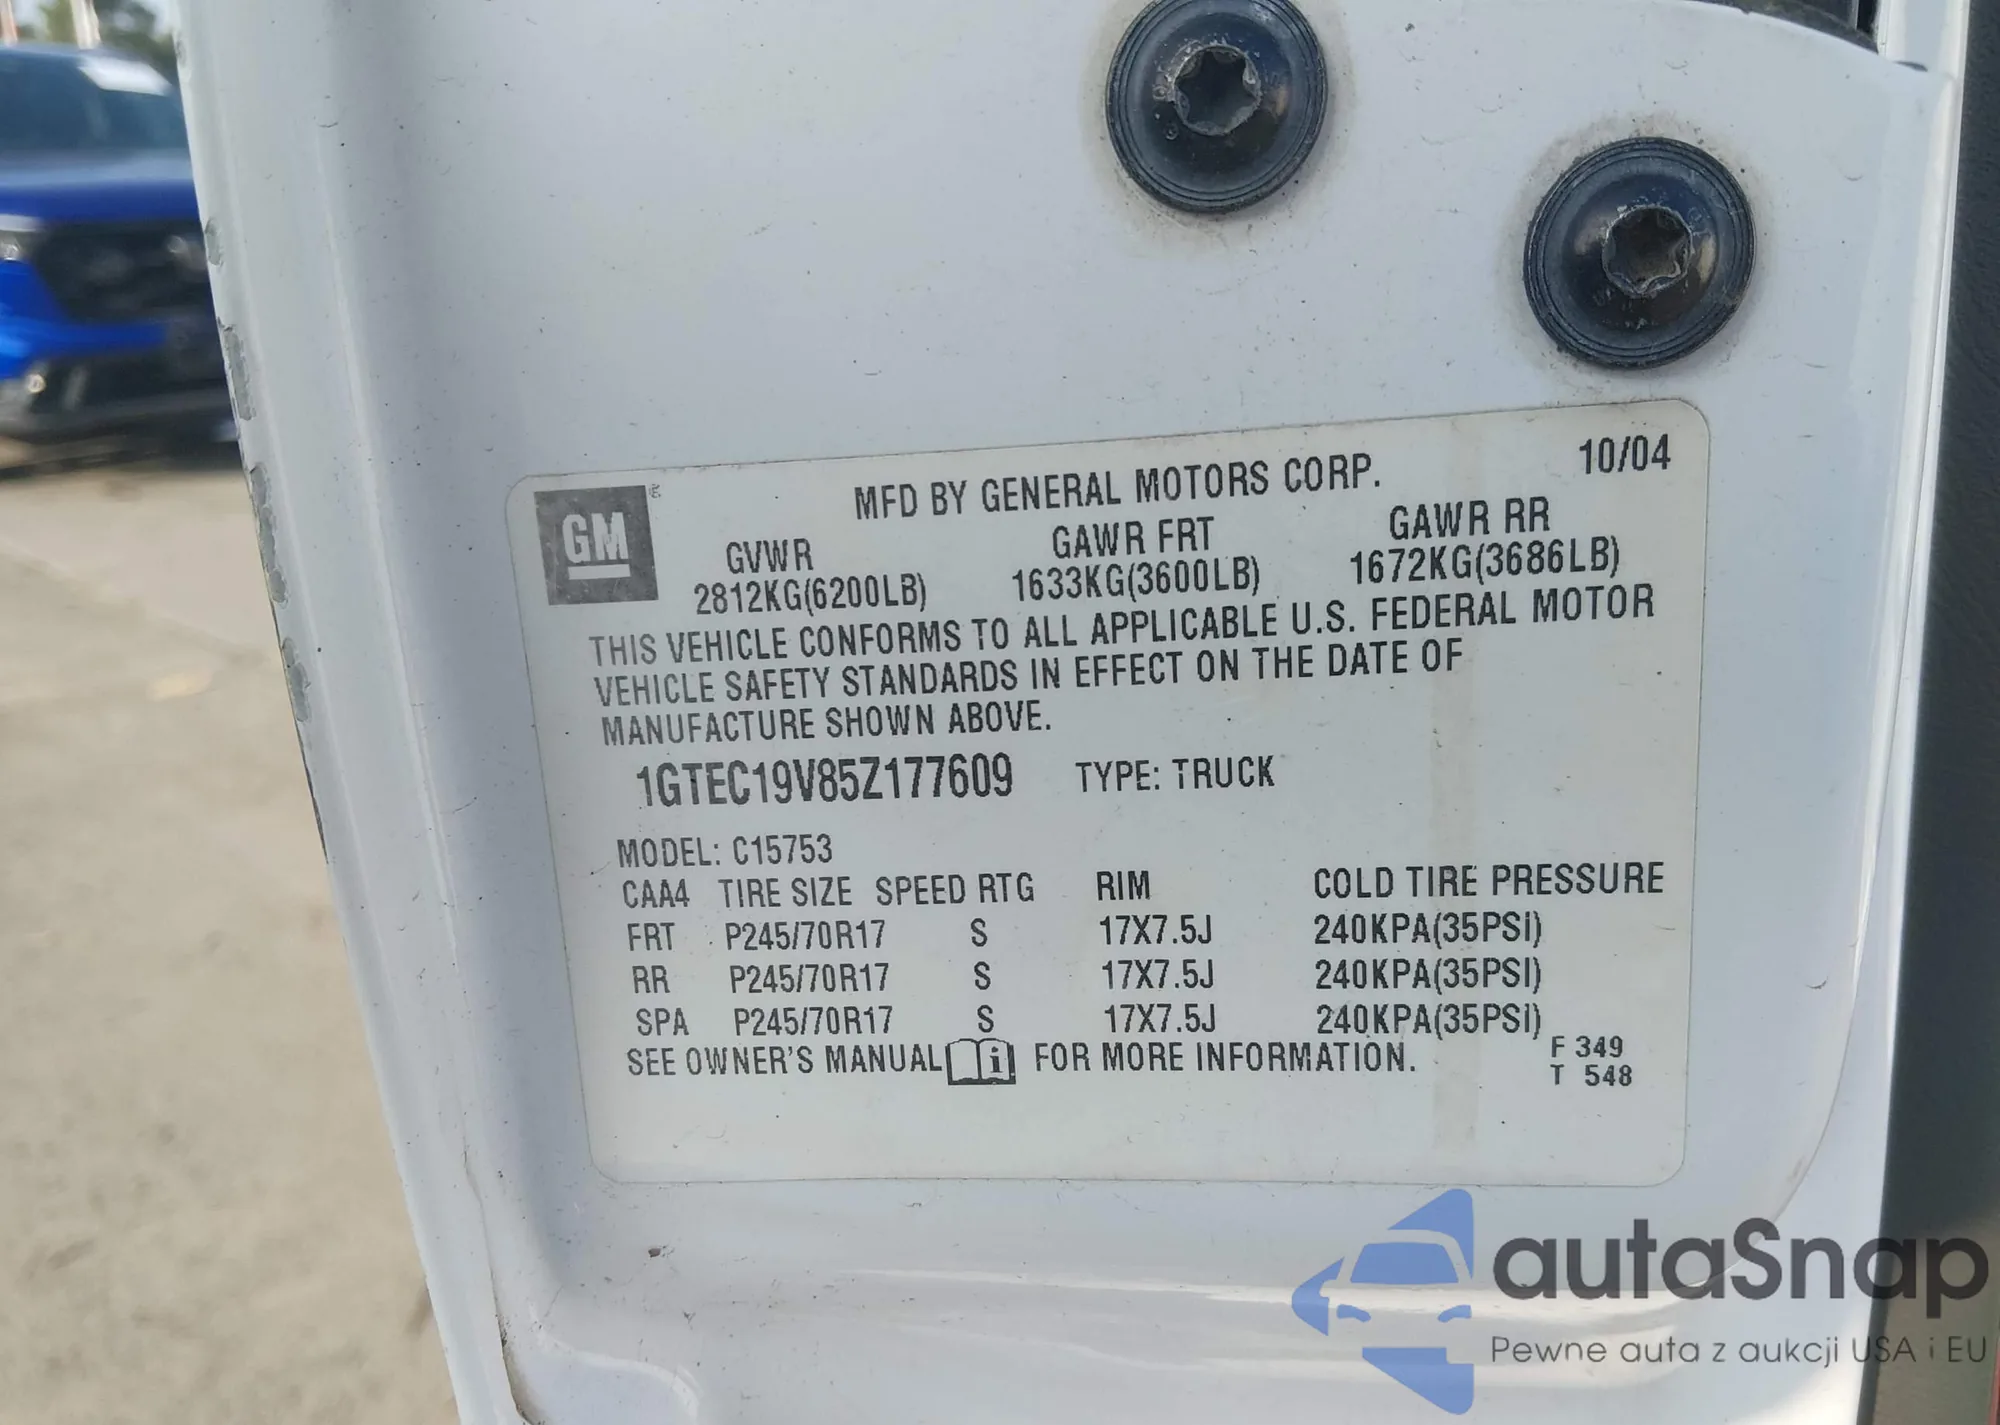 GM
MFD BY GENERAL MOTORS CORP. 10/04
GVWR GAWR FRT GAWR RR
2812KG(6200LB) 1633KG(3600LB) 1672KG(3686LB)
THIS VEHICLE CONFORMS TO ALL APPLICABLE U.S. FEDERAL MOTOR
VEHICLE SAFETY STANDARDS IN EFFECT ON THE DATE OF
MANUFACTURE SHOWN ABOVE.
1GTEC19V85Z177609 TYPE: TRUCK
MODEL: C15753
CAA4 TIRE SIZE SPEED RTG RIM COLD TIRE PRESSURE
FRT P245/70R17 S 17X7.5J 240KPA(35PSI)
RR P245/70R17 S 17X7.5J 240KPA(35PSI)
SPA P245/70R17 S 17X7.5J 240KPA(35PSI)
SEE OWNER'S MANUAL i FOR MORE INFORMATION.
F 349
T 548
autaSnap
Pewne auta z aukcji USA i EU